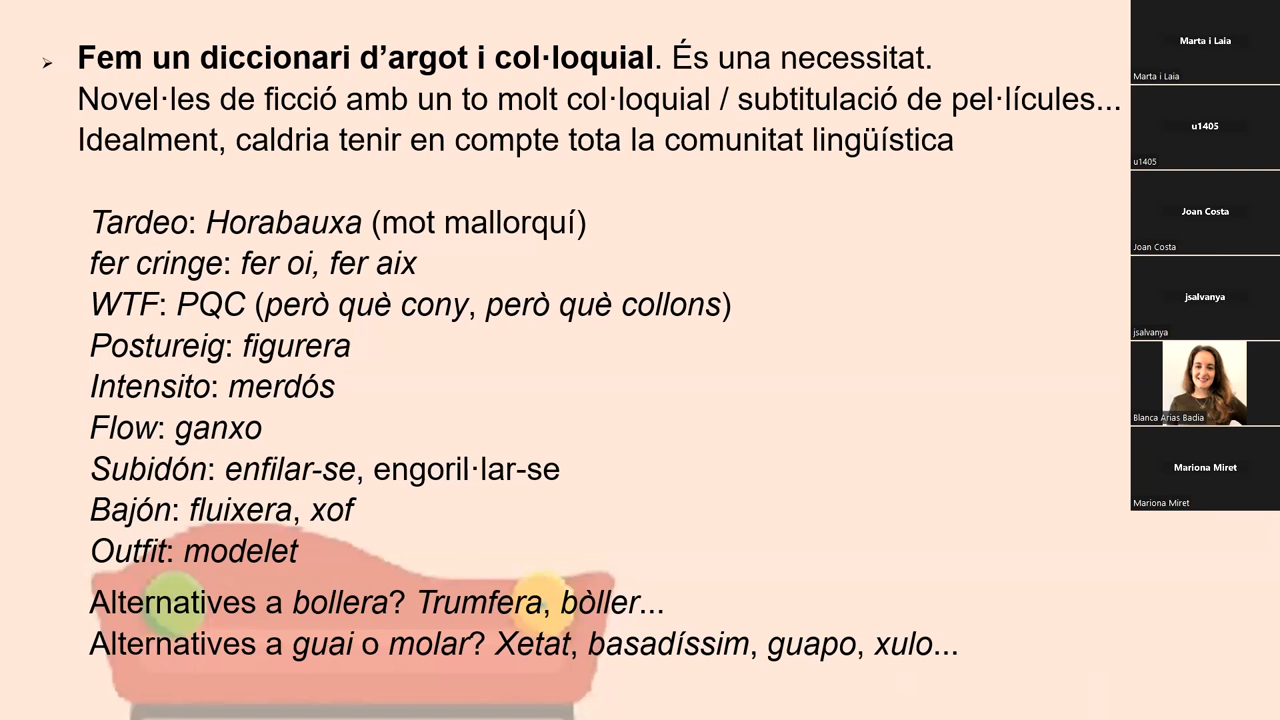 Fem un diccionari d’argot i col·loquial. És una necessitat.
Novel·les de ficció amb un to molt col·loquial / subtitulació de pel·lícules...
Idealment, caldria tenir en compte tota la comunitat lingüística
Tardeo: Horabauxa (mot mallorquí)
fer cringe: fer oi, fer aix
WTF: PQC (però què cony, però què collons)
Postureig: figurera
Intensito: merdós
Flow: ganxo
Subidón: enfilar-se, engoril·lar-se
Bajón: fluixera, xof
Outfit: modelet
Alternatives a bollera? Trumfera, bòller...
Alternatives a guai o molar? Xetat, basadíssim, guapo, xulo...
Marta i Laia
Marta i Laia
u1405
u1405
Joan Costa
Joan Costa
jsalvanya
jsalvanya
Blanca Arias Badia
Mariona Miret
Mariona Miret